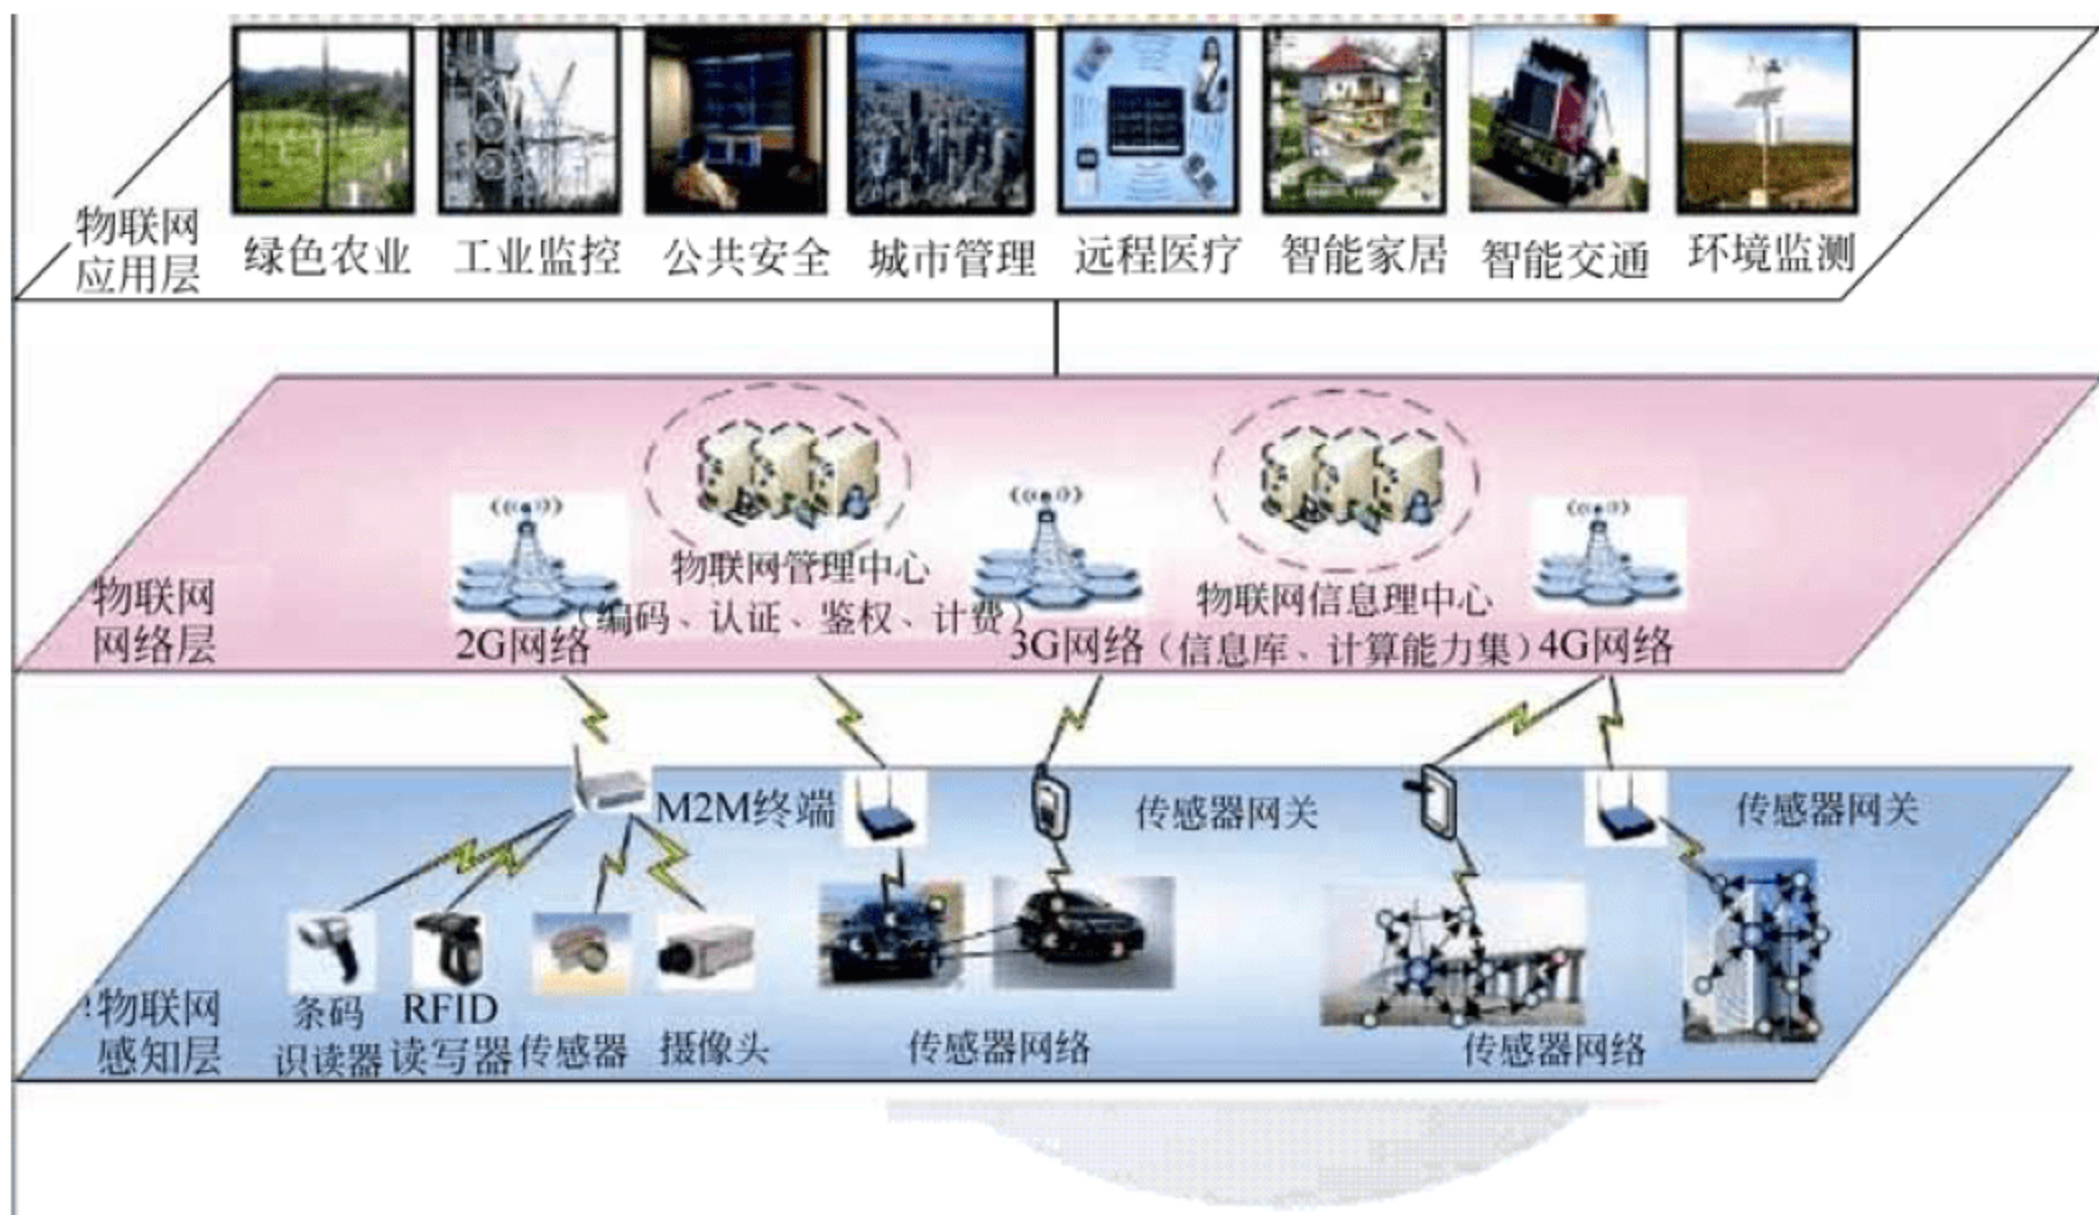 物联网
应用层
绿色农业
工业监控
公共安全
城市管理
远程医疗
智能家居
智能交通
环境监测
物联网管理中心
（编码、认证、鉴权、计费）
物联网信息理中心
（信息库、计算能力集）
物联网
网络层
2G网络
3G网络
4G网络
M2M终端
传感器网关
传感器网关
物联网
感知层
条码
识读器
RFID
读写器
传感器
摄像头
传感器网络
传感器网络